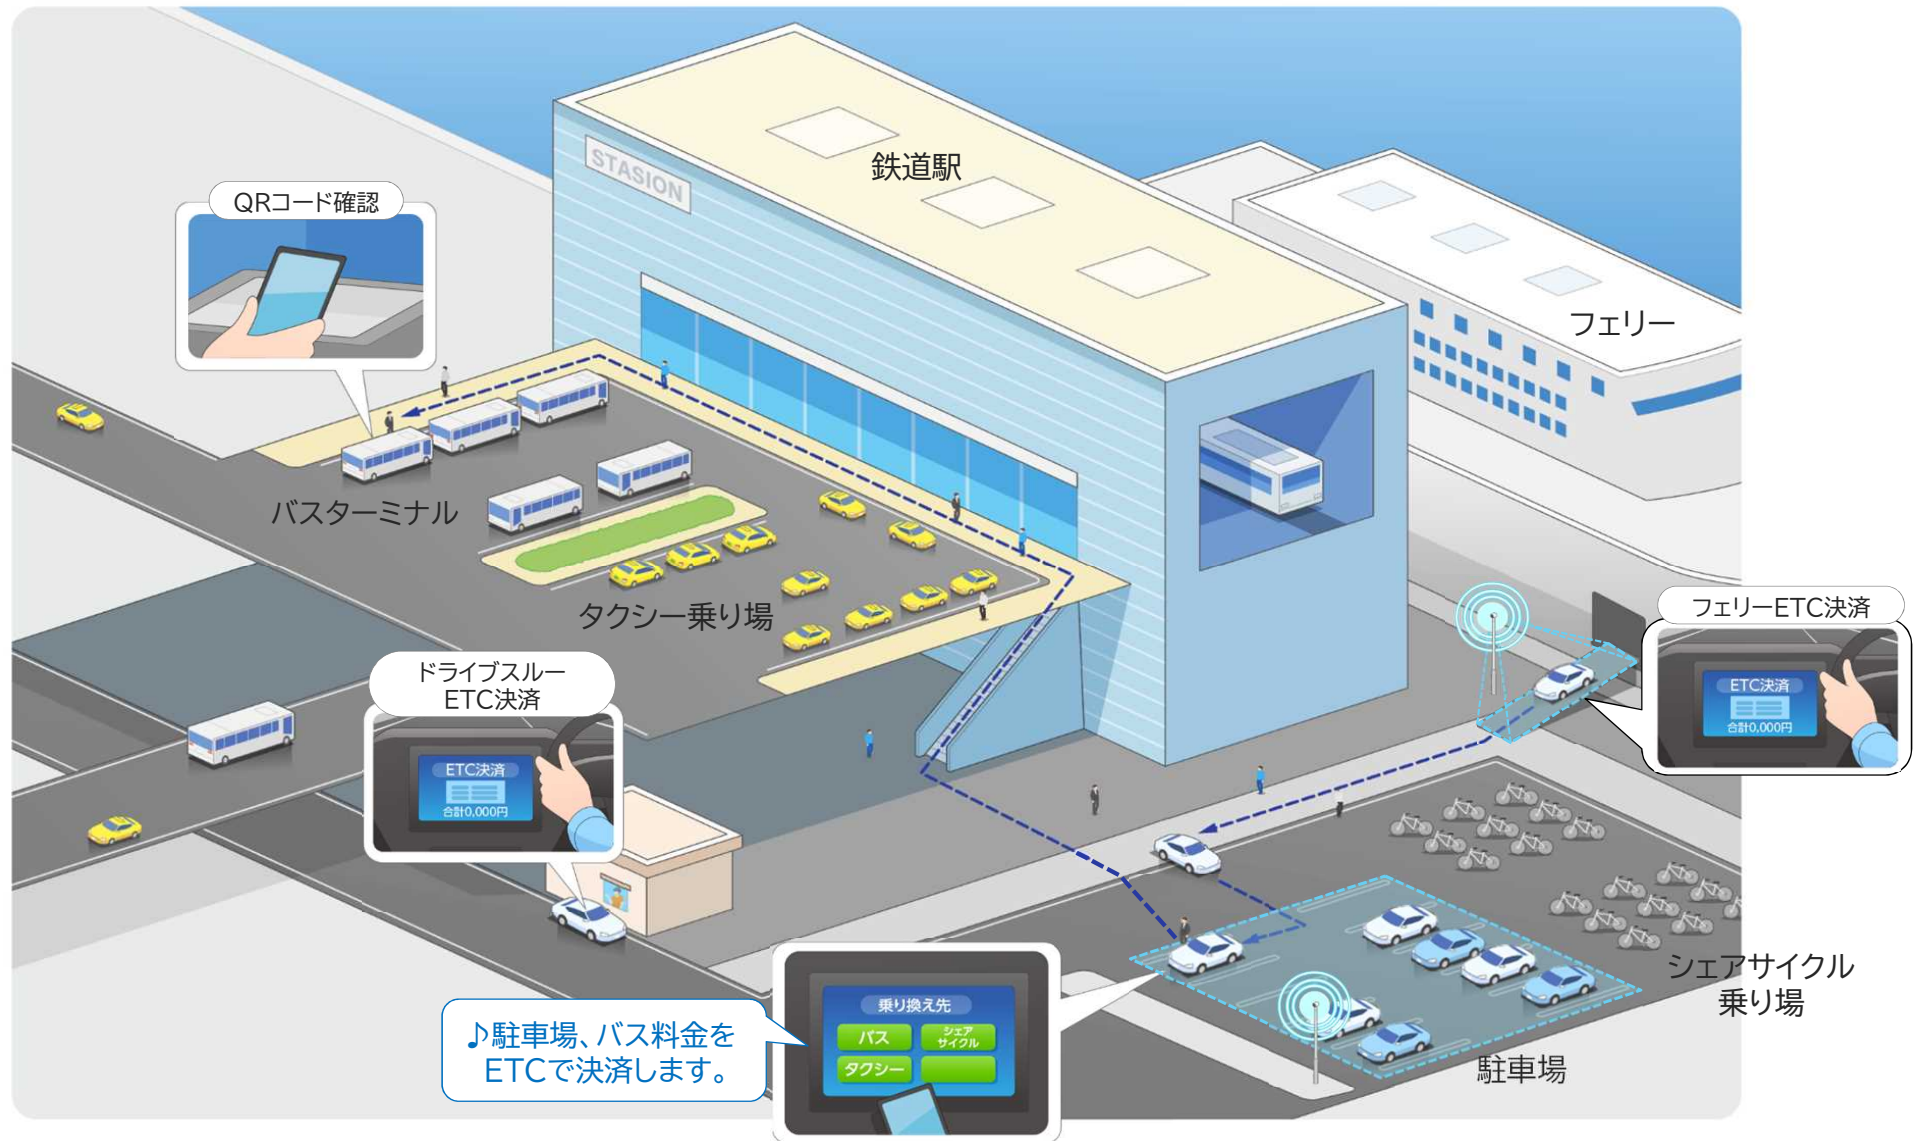 STASION
鉄道駅
フェリー
QRコード確認
バスターミナル
タクシー乗り場
ドライブスルー
ETC決済
ETC決済
合計0,000円
フェリーETC決済
ETC決済
合計0,000円
シェアサイクル
乗り場
駐車場
♪駐車場、バス料金を
ETCで決済します。
乗り換え先
バス
シェア
サイクル
タクシー